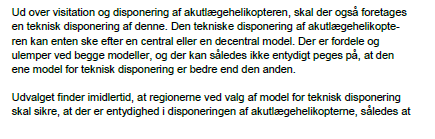 Ud over visitation og disponering af akutlægehelikopteren, skal der også foretages
en teknisk disponering af denne. Den tekniske disponering af akutlægehelikopte-
ren kan enten ske efter en central eller en decentral model. Der er fordele og
ulemper ved begge modeller, og der kan således ikke entydigt peges på, at den
ene model for teknisk disponering er bedre end den anden.
Udvalget finder imidlertid, at regionerne ved valg af model for teknisk disponering
skal sikre, at der er entydighed i disponeringen af akutlægehelikopterne, således at